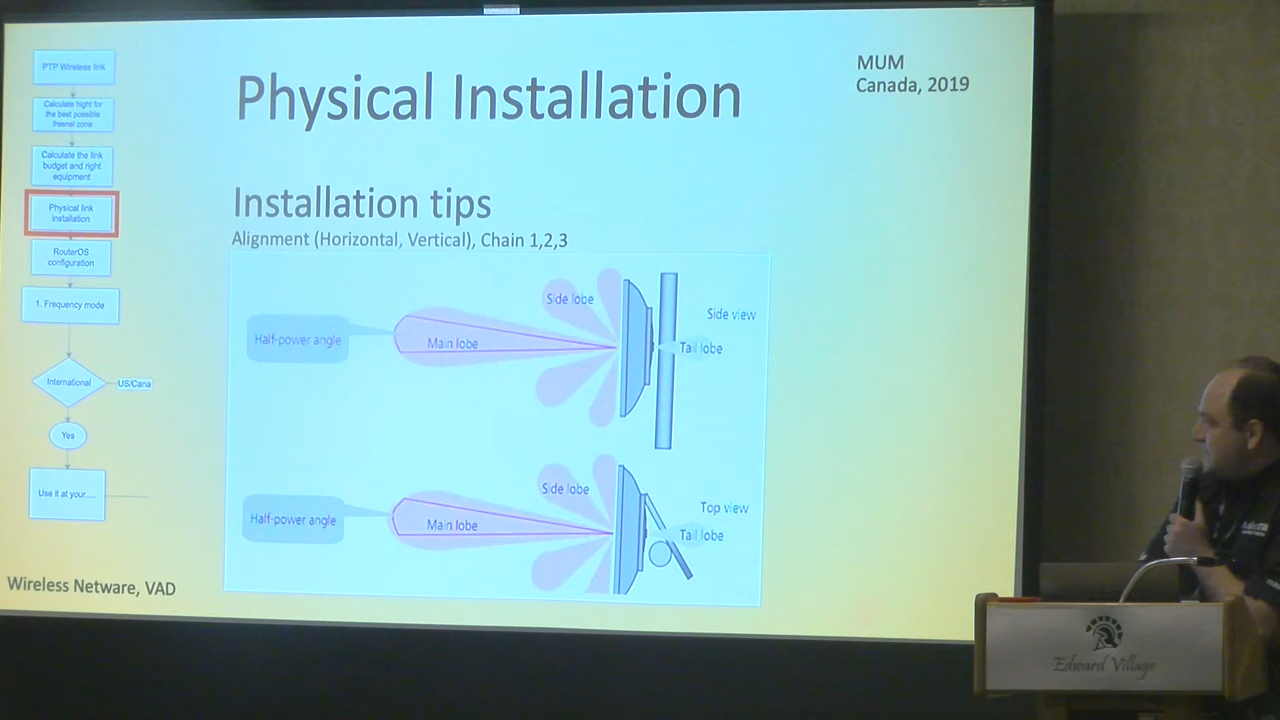 PTP Wireless link
Calculate hight for
the best possible
fresnel zone
Calculate the link
budget and right
equipment
Physical link
installation
RouterOS
configuration
1. Frequency mode
International
US/Cana
Yes
Use it at your.....
Wireless Netware, VAD
Physical Installation
MUM
Canada, 2019
Installation tips
Alignment (Horizontal, Vertical), Chain 1,2,3
Side lobe
Side view
Half-power angle
Main lobe
Tail lobe
Side lobe
Top view
Half-power angle
Main lobe
Tail lobe
Edward Village